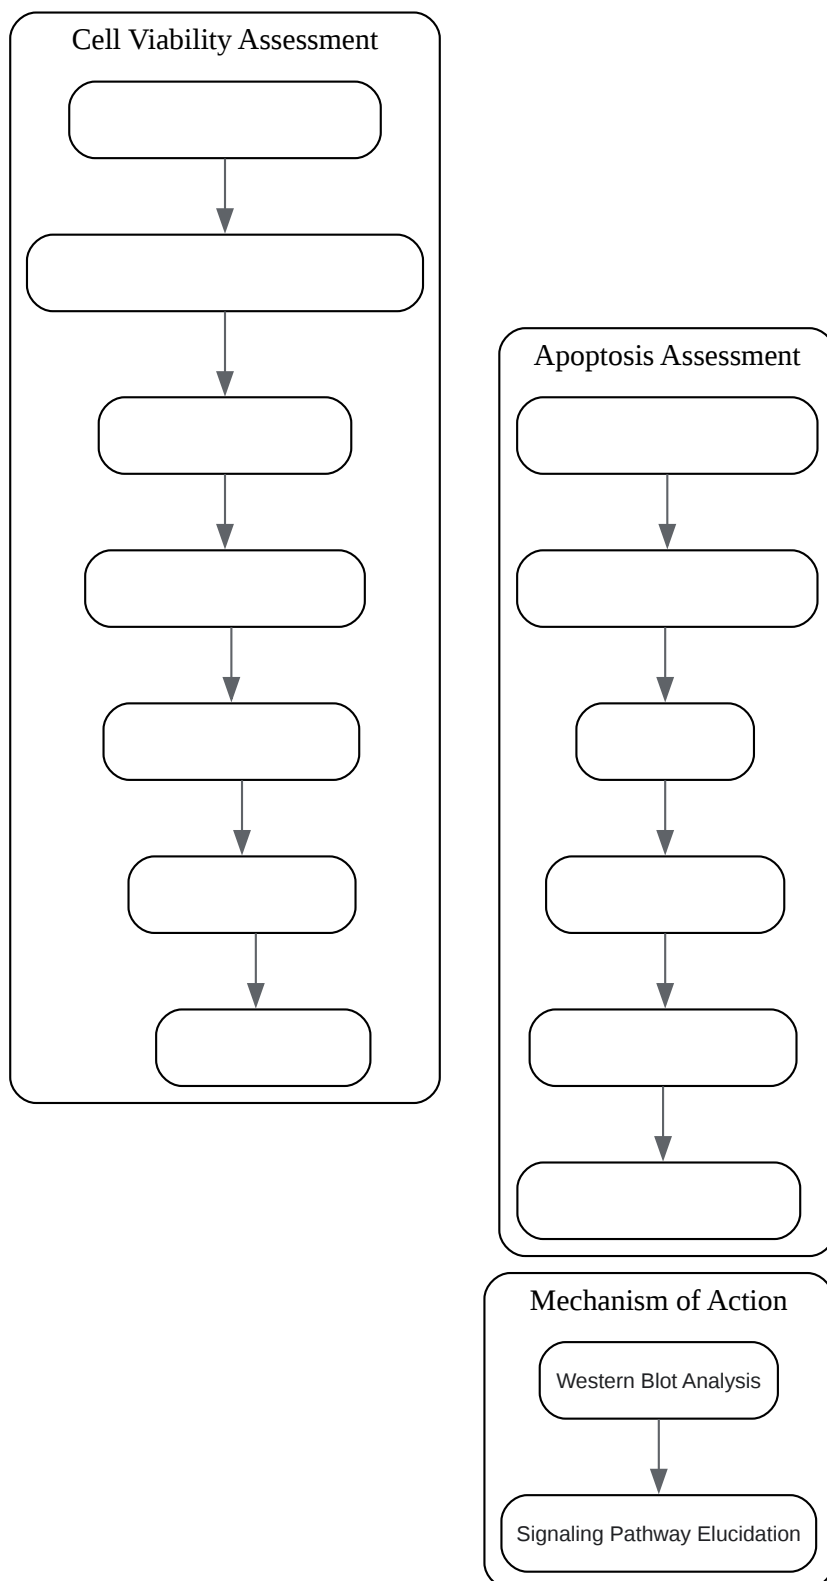 Cell Viability Assessment
Apoptosis Assessment
Mechanism of Action
Western Blot Analysis
Signaling Pathway Elucidation